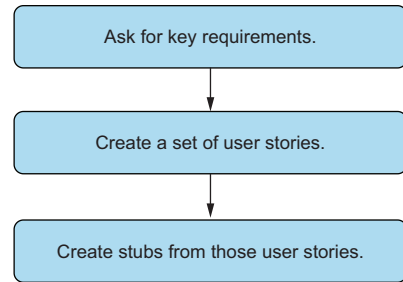 Ask for key requirements.
Create a set of user stories.
Create stubs from those user stories.